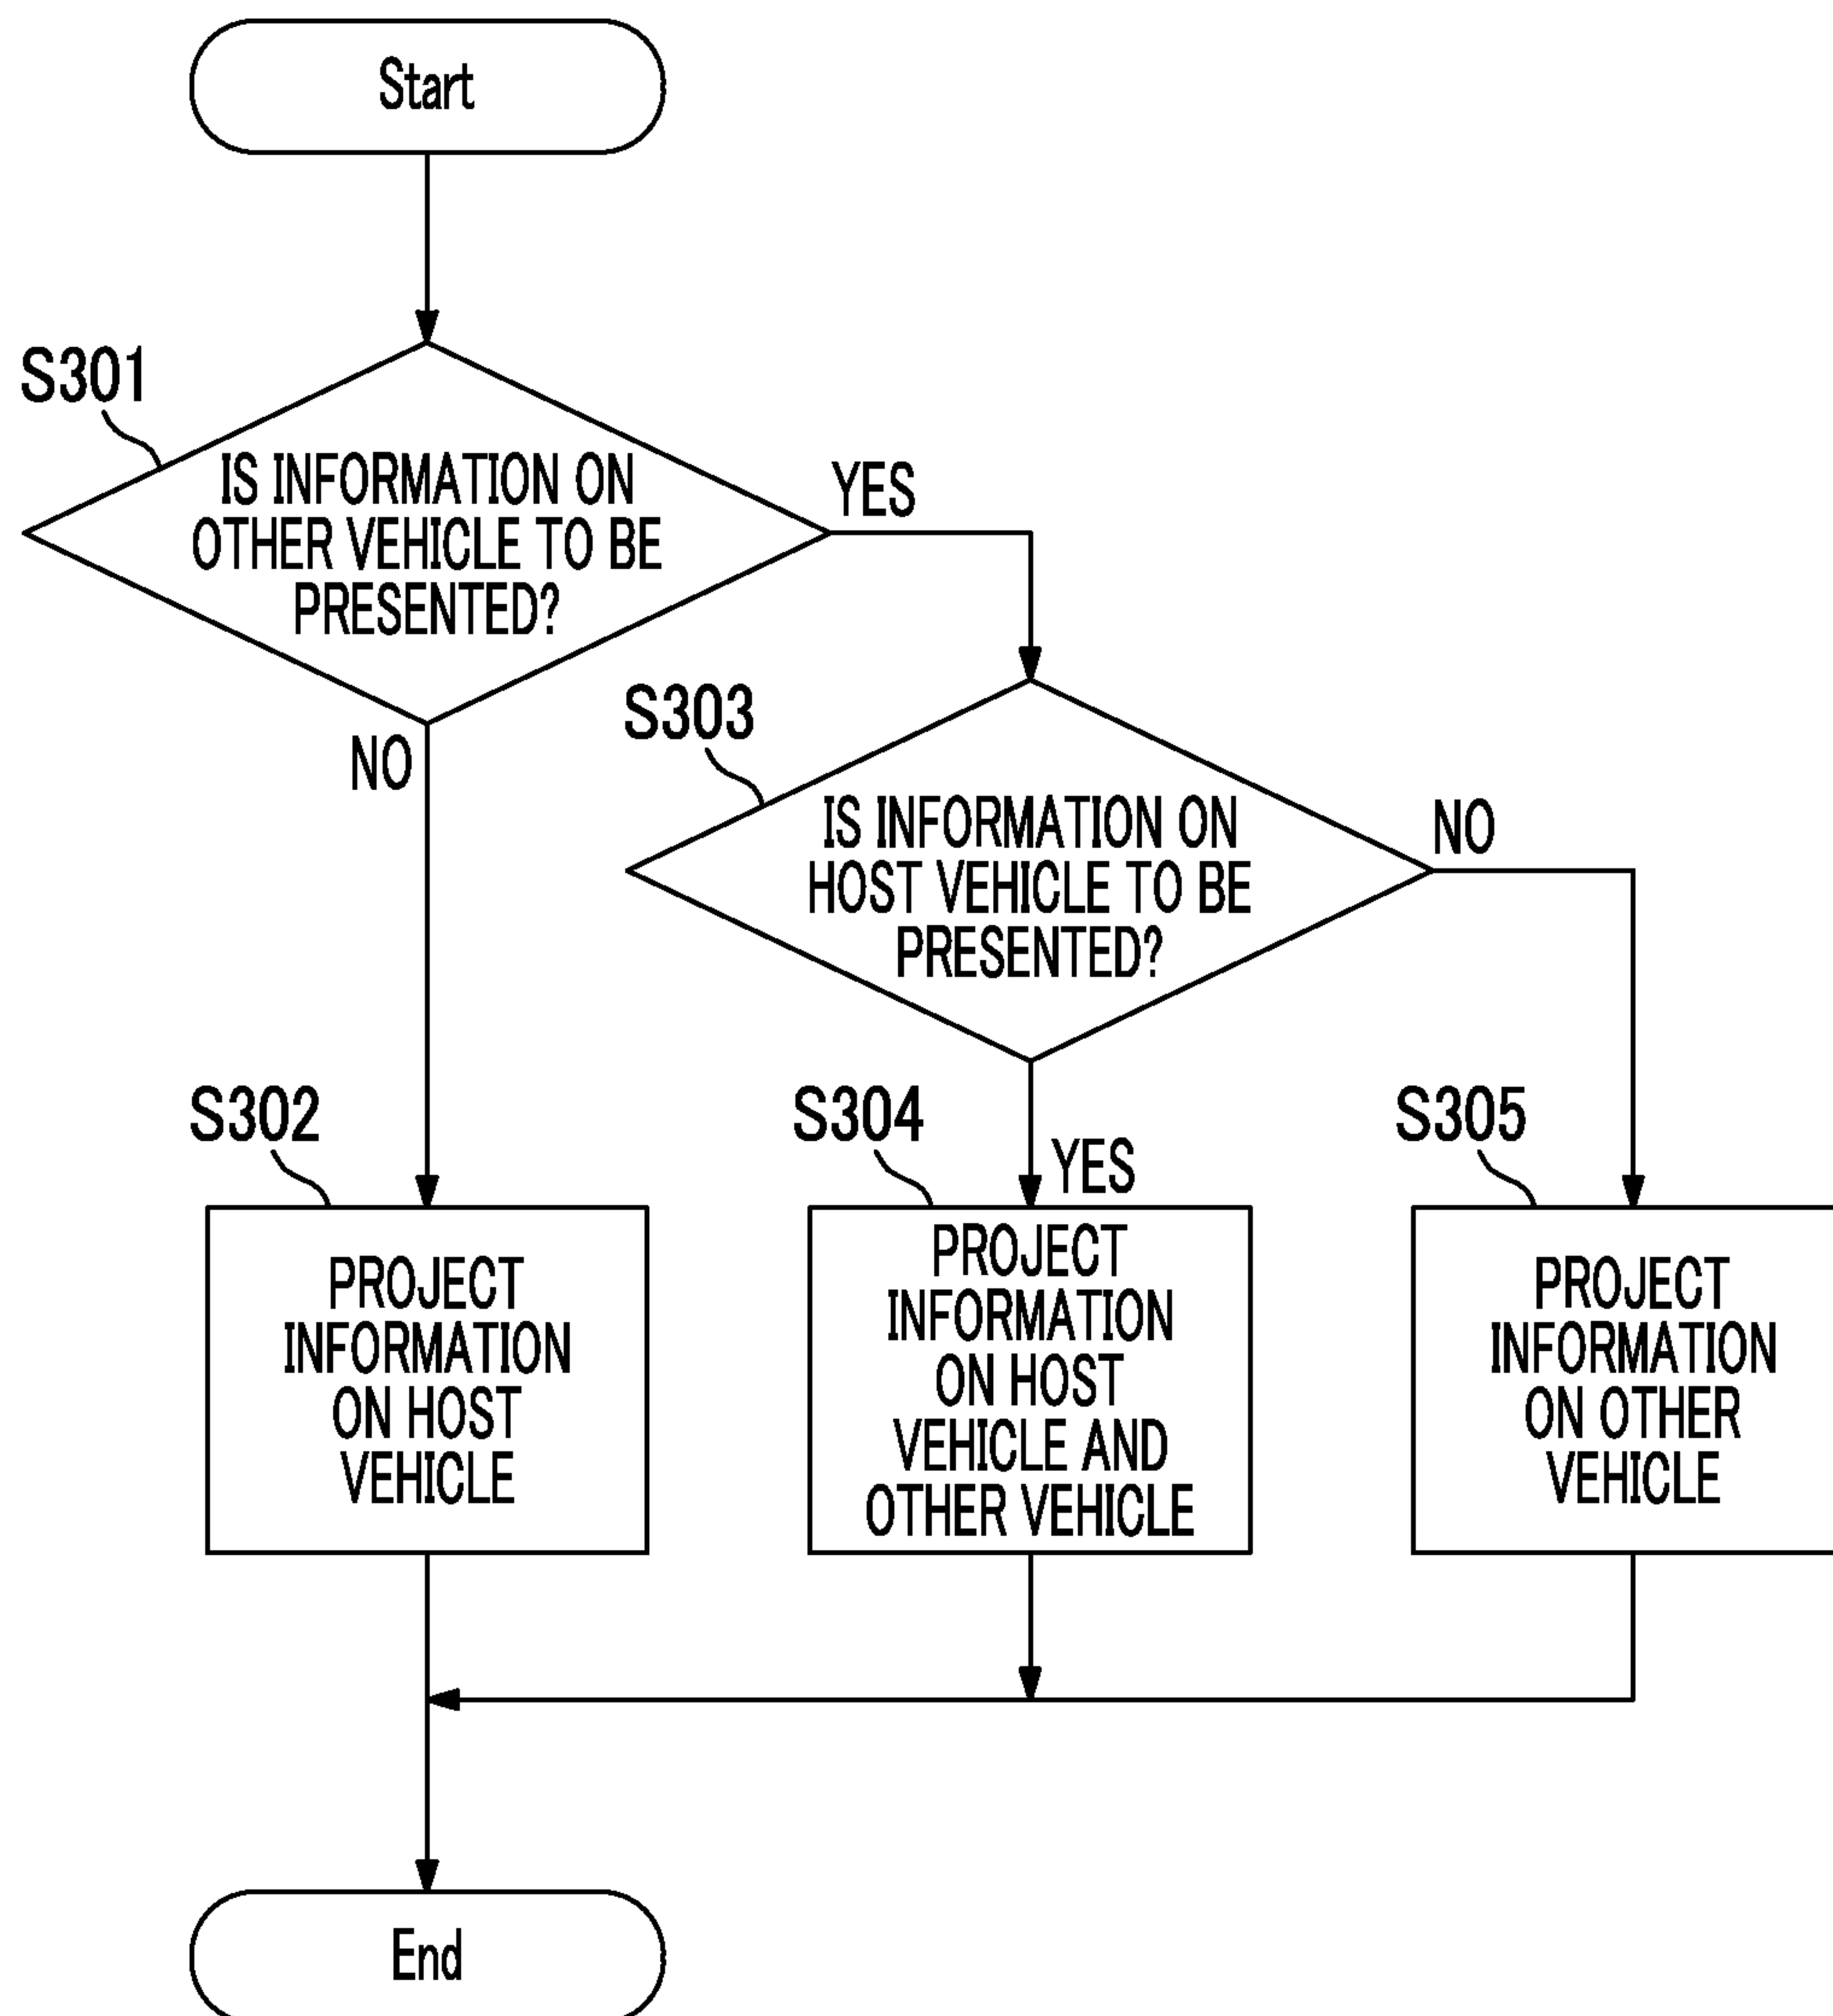 Start
S301
IS INFORMATION ON
OTHER VEHICLE TO BE
PRESENTED?
YES
NO
S303
IS INFORMATION ON
HOST VEHICLE TO BE
PRESENTED?
NO
YES
S302
PROJECT
INFORMATION
ON HOST
VEHICLE
S304
PROJECT
INFORMATION
ON HOST
VEHICLE AND
OTHER VEHICLE
S305
PROJECT
INFORMATION
ON OTHER
VEHICLE
End